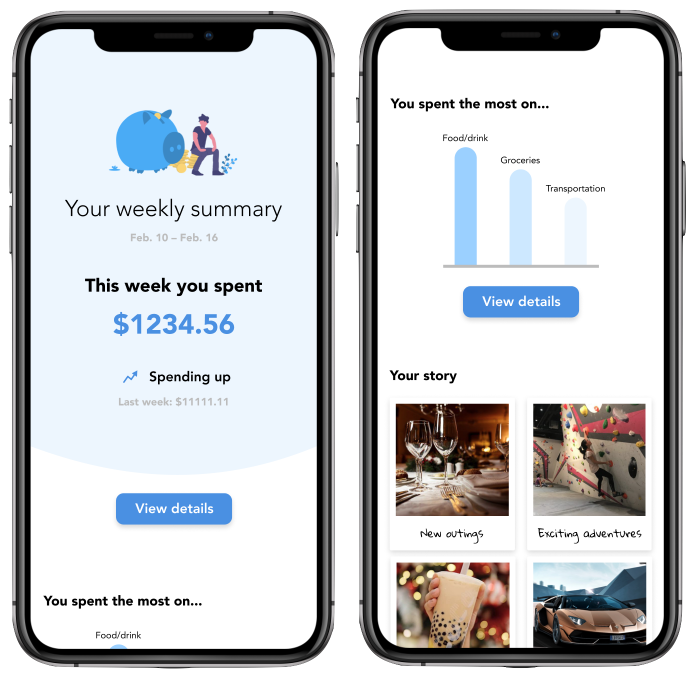 Your weekly summary
Feb. 10 – Feb. 16
This week you spent
$1234.56
Spending up
Last week: $11111.11
View details
You spent the most on...
Food/drink
You spent the most on...
Food/drink
Groceries
Transportation
View details
Your story
New outings
Exciting adventures